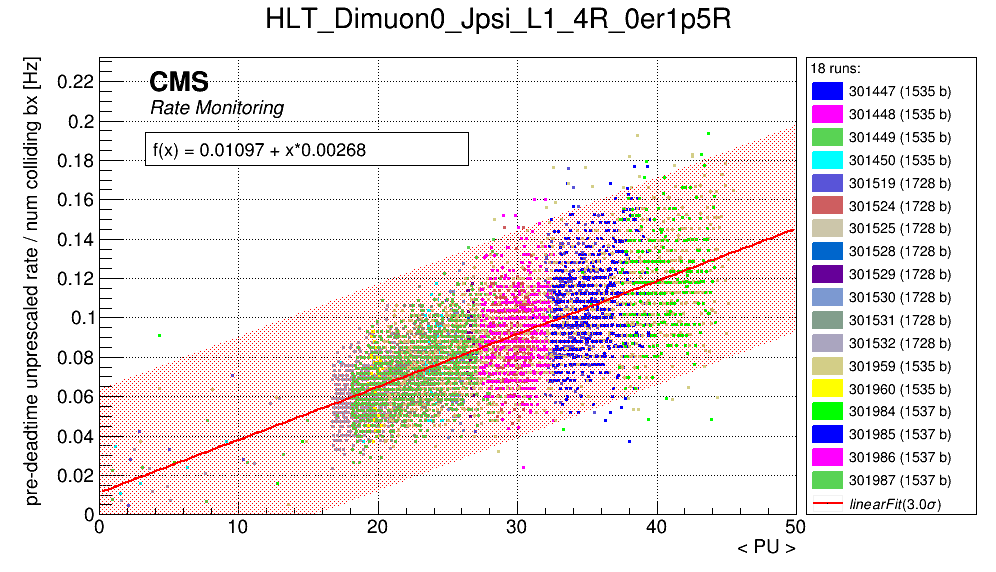 HLT_Dimuon0_Jpsi_L1_4R_0er1p5R
pre-deadtime unprescaled rate / num colliding bx [Hz]
0.22
0.2
0.18
0.16
0.14
0.12
0.1
0.08
0.06
0.04
0.02
0
CMS
Rate Monitoring
f(x) = 0.01097 + x*0.00268
0 10 20 30 40 50
< PU >
18 runs:
301447 (1535 b)
301448 (1535 b)
301449 (1535 b)
301450 (1535 b)
301519 (1728 b)
301524 (1728 b)
301525 (1728 b)
301528 (1728 b)
301529 (1728 b)
301530 (1728 b)
301531 (1728 b)
301532 (1728 b)
301959 (1535 b)
301960 (1535 b)
301984 (1537 b)
301985 (1537 b)
301986 (1537 b)
301987 (1537 b)
linearFit(3.0σ)